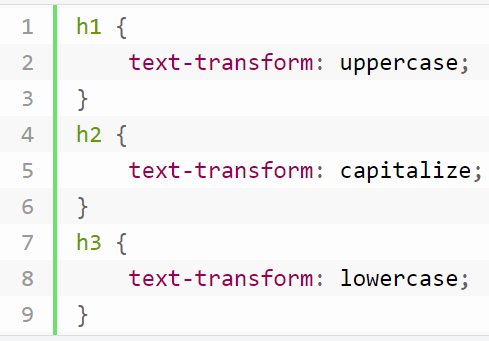 1 h1 {
2     text-transform: uppercase;
3 }
4 h2 {
5     text-transform: capitalize;
6 }
7 h3 {
8     text-transform: lowercase;
9 }